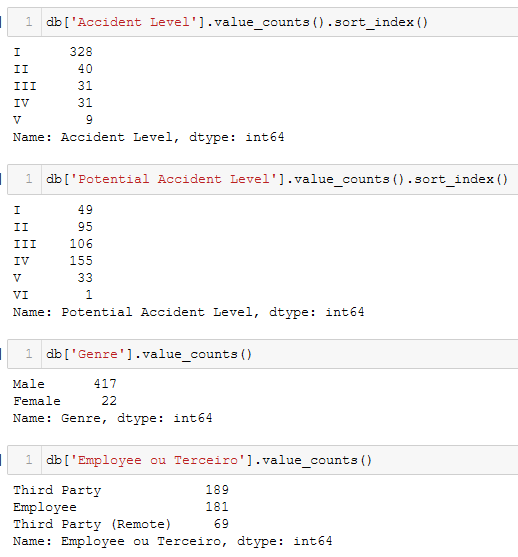 1 db['Accident Level'].value_counts().sort_index()
I 328
II 40
III 31
IV 31
V 9
Name: Accident Level, dtype: int64
1 db['Potential Accident Level'].value_counts().sort_index()
I 49
II 95
III 106
IV 155
V 33
VI 1
Name: Potential Accident Level, dtype: int64
1 db['Genre'].value_counts()
Male 417
Female 22
Name: Genre, dtype: int64
1 db['Employee ou Terceiro'].value_counts()
Third Party 189
Employee 181
Third Party (Remote) 69
Name: Employee ou Terceiro, dtype: int64